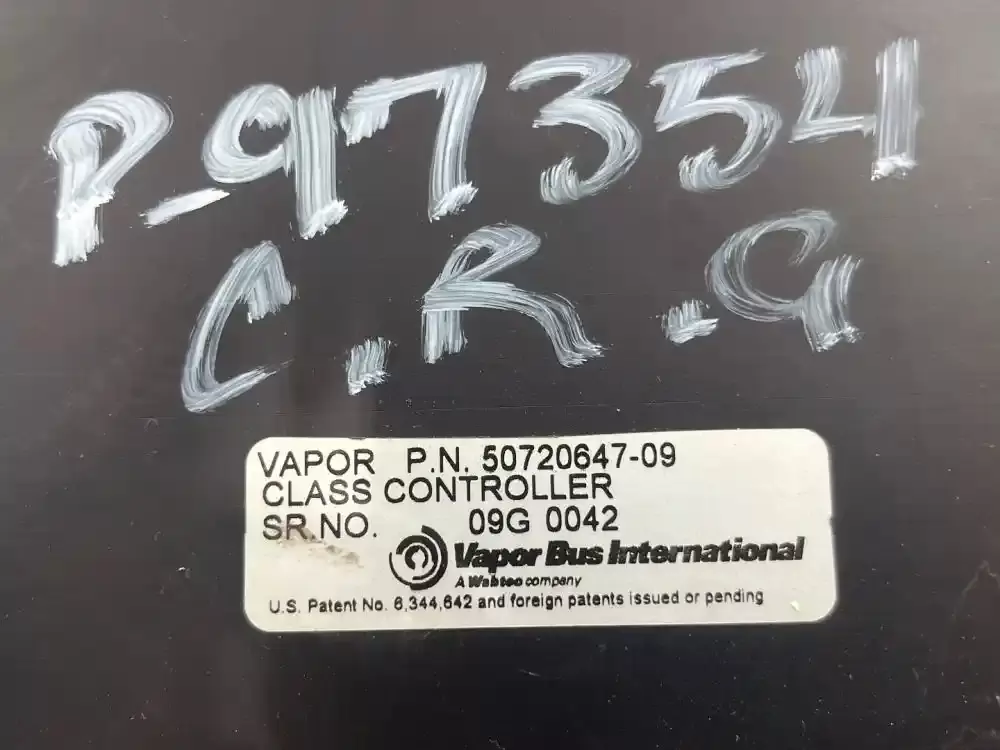 P-97354
C.R.G
VAPOR P.N. 50720647-09
CLASS CONTROLLER
SR.NO. 09G 0042
Vapor Bus International
A Wabtec company
U.S. Patent No. 6,344,642 and foreign patents issued or pending